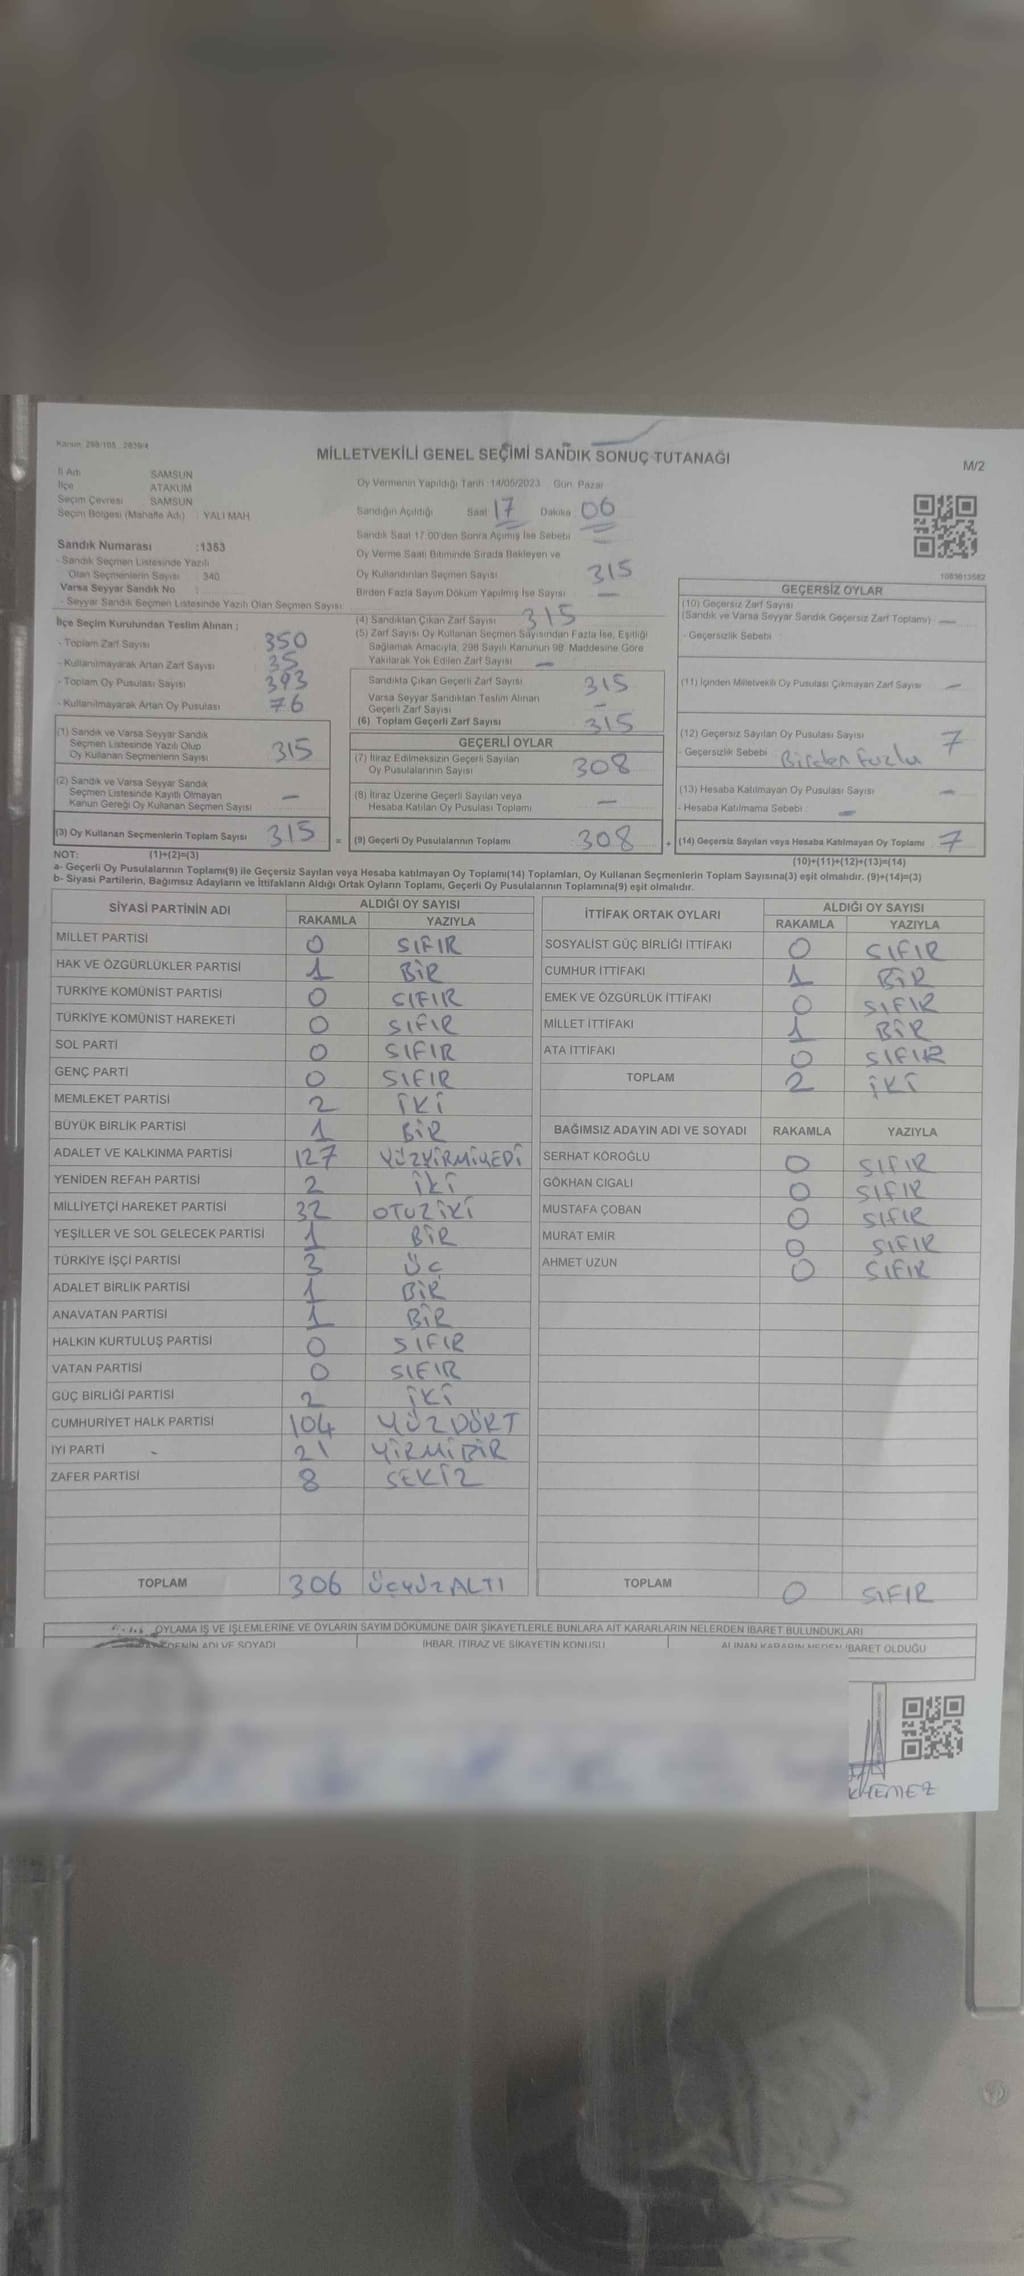 Kanun: 298/105 , 2839/4
MİLLETVEKİLİ GENEL SEÇİMİ SANDIK SONUÇ TUTANAĞI
M/2
İl Adı SAMSUN
İlçe ATAKUM
Seçim Çevresi SAMSUN
Seçim Bölgesi (Mahalle Adı) : YALI MAH
Sandık Numarası :1353
- Sandık Seçmen Listesinde Yazılı
Olan Seçmenlerin Sayısı : 340
Varsa Seyyar Sandık No
- Seyyar Sandık Seçmen Listesinde Yazılı Olan Seçmen Sayısı
Oy Vermenin Yapıldığı Tarih :14/05/2023 Gün: Pazar
Sandığın Açıldığı Saat 17 Dakika 06
Sandık Saat 17.00'den Sonra Açımış İse Sebebi
Oy Verme Saati Bitiminde Sırada Bekleyen ve
Oy Kullandırılan Seçmen Sayısı 315
Birden Fazla Sayım Döküm Yapılmış İse Sayısı —
1083013582
İlçe Seçim Kurulundan Teslim Alınan ;
- Toplam Zarf Sayısı 350
- Kullanılmayarak Artan Zarf Sayısı 35
- Toplam Oy Pusulası Sayısı 393
- Kullanılmayarak Artan Oy Pusulası 76
(4) Sandıktan Çıkan Zarf Sayısı 315
(5) Zarf Sayısı Oy Kullanan Seçmen Sayısından Fazla İse, Eşitliği
Sağlamak Amacıyla, 298 Sayılı Kanunun 98. Maddesine Göre
Yakılarak Yok Edilen Zarf Sayısı —
Sandıkta Çıkan Geçerli Zarf Sayısı 315
Varsa Seyyar Sandıktan Teslim Alınan
Geçerli Zarf Sayısı —
(6) Toplam Geçerli Zarf Sayısı 315
GEÇERSİZ OYLAR
(10) Geçersiz Zarf Sayısı
(Sandık ve Varsa Seyyar Sandık Geçersiz Zarf Toplamı) —
- Geçersizlik Sebebi
(11) İçinden Milletvekili Oy Pusulası Çıkmayan Zarf Sayısı —
(12) Geçersiz Sayılan Oy Pusulası Sayısı 7
- Geçersizlik Sebebi Birden Fazla
(13) Hesaba Katılmayan Oy Pusulası Sayısı —
- Hesaba Katılmama Sebebi : —
(14) Geçersiz Sayılan veya Hesaba Katılmayan Oy Toplamı 7
(10)+(11)+(12)+(13)=(14)
(1) Sandık ve Varsa Seyyar Sandık
Seçmen Listesinde Yazılı Olup
Oy Kullanan Seçmenlerin Sayısı 315
(2) Sandık ve Varsa Seyyar Sandık
Seçmen Listesinde Kayıtlı Olmayan
Kanun Gereği Oy Kullanan Seçmen Sayısı —
(3) Oy Kullanan Seçmenlerin Toplam Sayısı 315 =
GEÇERLİ OYLAR
(7) İtiraz Edilmeksizin Geçerli Sayılan
Oy Pusulalarının Sayısı 308
(8) İtiraz Üzerine Geçerli Sayılan veya
Hesaba Katılan Oy Pusulası Toplamı —
(9) Geçerli Oy Pusulalarının Toplamı 308 +
NOT: (1)+(2)=(3)
a- Geçerli Oy Pusulalarının Toplamı(9) ile Geçersiz Sayılan veya Hesaba katılmayan Oy Toplamı(14) Toplamları, Oy Kullanan Seçmenlerin Toplam Sayısına(3) eşit olmalıdır. (9)+(14)=(3)
b- Siyasi Partilerin, Bağımsız Adayların ve İttifakların Aldığı Ortak Oyların Toplamı, Geçerli Oy Pusulalarının Toplamına(9) eşit olmalıdır.
SİYASİ PARTİNİN ADI ALDIĞI OY SAYISI
RAKAMLA YAZIYLA
MİLLET PARTİSİ 0 SIFIR
HAK VE ÖZGÜRLÜKLER PARTİSİ 1 BİR
TÜRKİYE KOMÜNİST PARTİSİ 0 SIFIR
TÜRKİYE KOMÜNİST HAREKETİ 0 SIFIR
SOL PARTİ 0 SIFIR
GENÇ PARTİ 0 SIFIR
MEMLEKET PARTİSİ 2 İKİ
BÜYÜK BİRLİK PARTİSİ 1 BİR
ADALET VE KALKINMA PARTİSİ 127 YÜZYİRMİYEDİ
YENİDEN REFAH PARTİSİ 2 İKİ
MİLLİYETÇİ HAREKET PARTİSİ 32 OTUZİKİ
YEŞİLLER VE SOL GELECEK PARTİSİ 1 BİR
TÜRKİYE İŞÇİ PARTİSİ 3 ÜÇ
ADALET BİRLİK PARTİSİ 1 BİR
ANAVATAN PARTİSİ 1 BİR
HALKIN KURTULUŞ PARTİSİ 0 SIFIR
VATAN PARTİSİ 0 SIFIR
GÜÇ BİRLİĞİ PARTİSİ 2 İKİ
CUMHURİYET HALK PARTİSİ 104 YÜZDÖRT
İYİ PARTİ 21 YİRMİBİR
ZAFER PARTİSİ 8 SEKİZ
TOPLAM 306 ÜÇYÜZALTI
İTTİFAK ORTAK OYLARI ALDIĞI OY SAYISI
RAKAMLA YAZIYLA
SOSYALİST GÜÇ BİRLİĞİ İTTİFAKI 0 SIFIR
CUMHUR İTTİFAKI 1 BİR
EMEK VE ÖZGÜRLÜK İTTİFAKI 0 SIFIR
MİLLET İTTİFAKI 1 BİR
ATA İTTİFAKI 0 SIFIR
TOPLAM 2 İKİ
BAĞIMSIZ ADAYIN ADI VE SOYADI RAKAMLA YAZIYLA
SERHAT KÖROĞLU 0 SIFIR
GÖKHAN CIGALI 0 SIFIR
MUSTAFA ÇOBAN 0 SIFIR
MURAT EMİR 0 SIFIR
AHMET UZUN 0 SIFIR
TOPLAM 0 SIFIR
OYLAMA İŞ VE İŞLEMLERİNE VE OYLARIN SAYIM DÖKÜMÜNE DAİR ŞİKAYETLERLE BUNLARA AİT KARARLARIN NELERDEN İBARET BULUNDUKLARI
ADI VE SOYADI İHBAR, İTİRAZ VE ŞİKAYETİN KONUSU ALINAN KARARIN NEDEN İBARET OLDUĞU